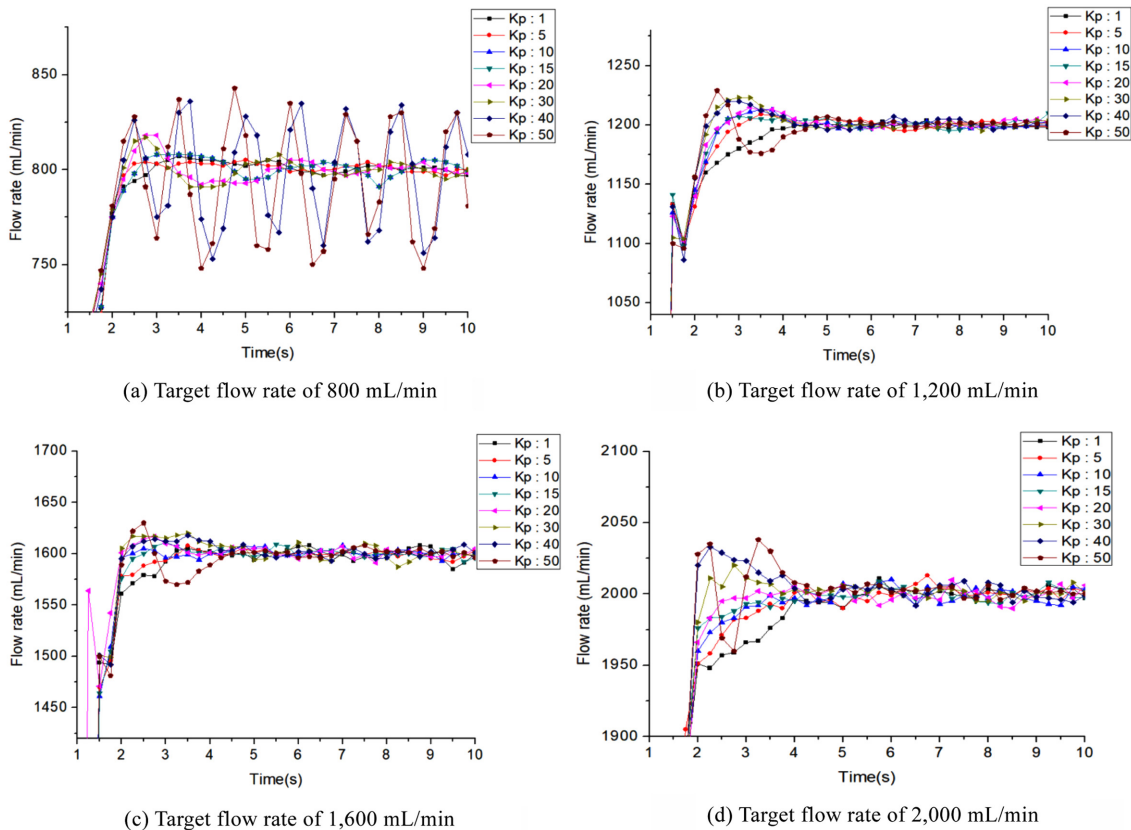 Flow rate (mL/min)
850
800
750
1 2 3 4 5 6 7 8 9 10
Time(s)
Kp : 1
Kp : 5
Kp : 10
Kp : 15
Kp : 20
Kp : 30
Kp : 40
Kp : 50
(a) Target flow rate of 800 mL/min
Flow rate (mL/min)
1250
1200
1150
1100
1050
1 2 3 4 5 6 7 8 9 10
Time(s)
Kp : 1
Kp : 5
Kp : 10
Kp : 15
Kp : 20
Kp : 30
Kp : 40
Kp : 50
(b) Target flow rate of 1,200 mL/min
Flow rate (mL/min)
1700
1650
1600
1550
1500
1450
1 2 3 4 5 6 7 8 9 10
Time(s)
Kp : 1
Kp : 5
Kp : 10
Kp : 15
Kp : 20
Kp : 30
Kp : 40
Kp : 50
(c) Target flow rate of 1,600 mL/min
Flow rate (mL/min)
2100
2050
2000
1950
1900
1 2 3 4 5 6 7 8 9 10
Time(s)
Kp : 1
Kp : 5
Kp : 10
Kp : 15
Kp : 20
Kp : 30
Kp : 40
Kp : 50
(d) Target flow rate of 2,000 mL/min